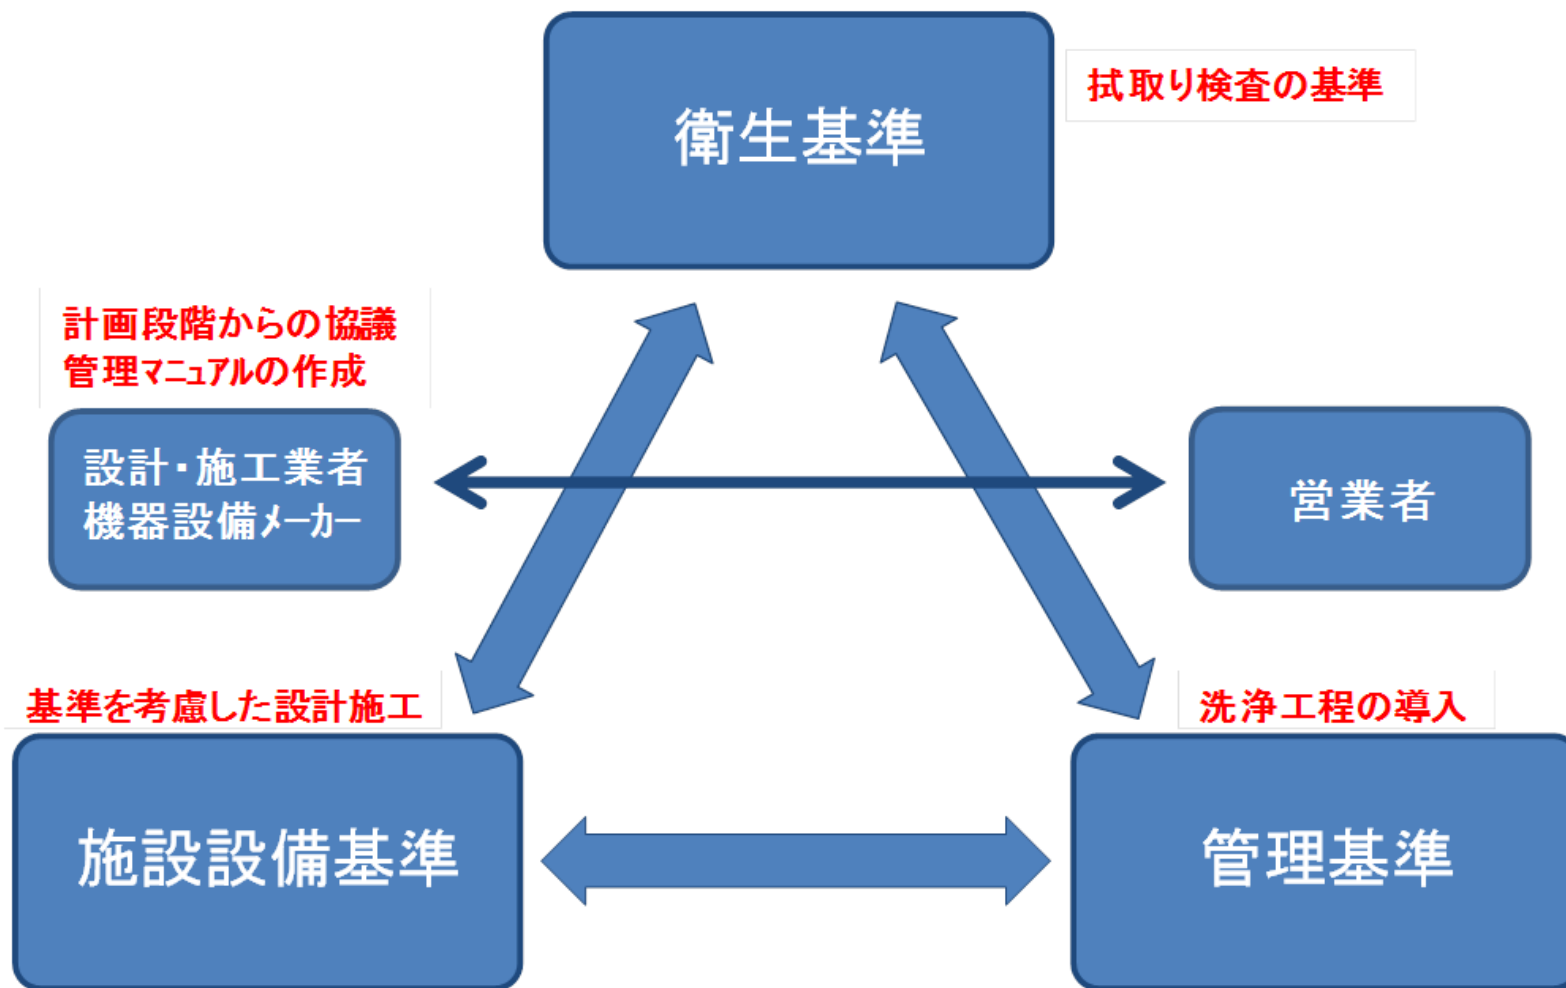 衛生基準
拭取り検査の基準
計画段階からの協議
管理マニュアルの作成
設計・施工業者
機器設備メーカー
営業者
基準を考慮した設計施工
洗浄工程の導入
施設設備基準
管理基準